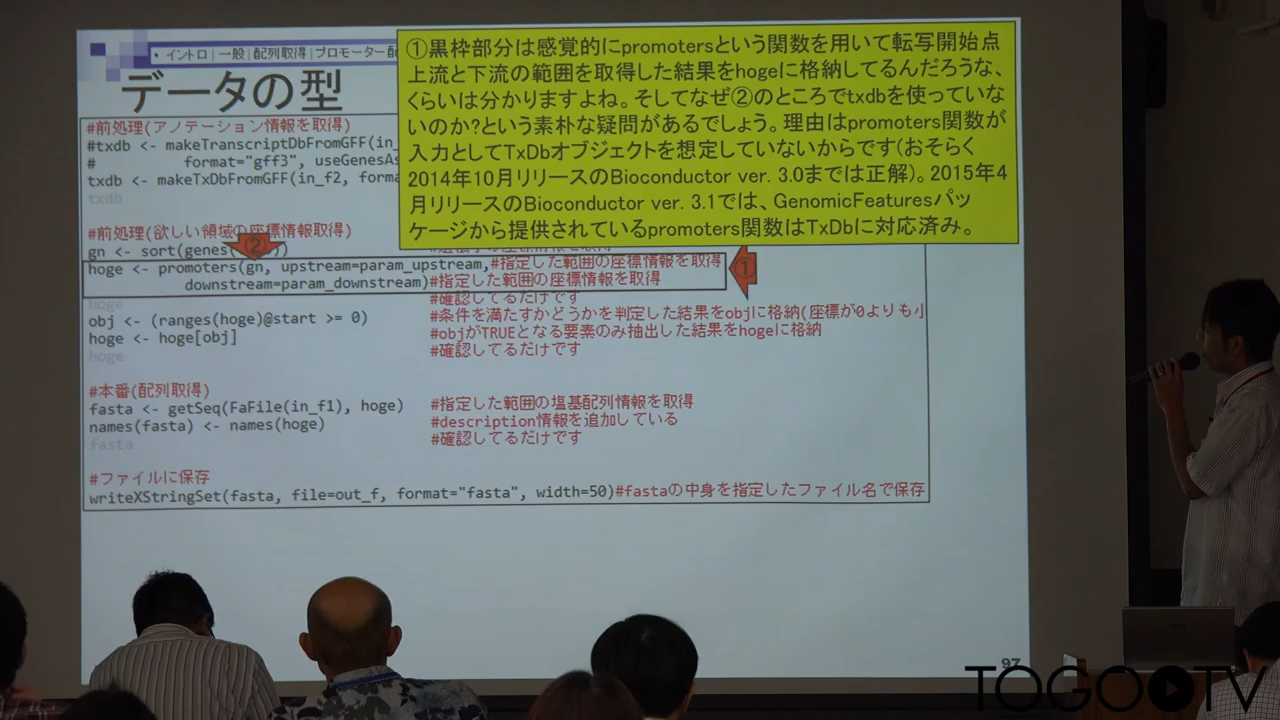 ・イントロ|一般|配列取得|プロモーター配
データの型
①黒枠部分は感覚的にpromotersという関数を用いて転写開始点
上流と下流の範囲を取得した結果をhogeに格納してるんだろうな、
くらいは分かりますよね。そしてなぜ②のところでtxdbを使っていな
いのか?という素朴な疑問があるでしょう。理由はpromoters関数が
入力としてTxDbオブジェクトを想定していないからです(おそらく
2014年10月リリースのBioconductor ver. 3.0までは正解)。2015年4
月リリースのBioconductor ver. 3.1では、GenomicFeaturesパッ
ケージから提供されているpromoters関数はTxDbに対応済み。
#前処理(アノテーション情報を取得)
#txdb <- makeTranscriptDbFromGFF(in_
# format="gff3", useGenesAs
txdb <- makeTxDbFromGFF(in_f2, forma
txdb
#前処理(欲しい領域の座標情報取得)
gn <- sort(genes
②
hoge <- promoters(gn, upstream=param_upstream,#指定した範囲の座標情報を取得
downstream=param_downstream)#指定した範囲の座標情報を取得
①
hoge #確認してるだけです
obj <- (ranges(hoge)@start >= 0) #条件を満たすかどうかを判定した結果をobjに格納(座標が0よりも小
hoge <- hoge[obj] #objがTRUEとなる要素のみ抽出した結果をhogeに格納
hoge #確認してるだけです
#本番(配列取得)
fasta <- getSeq(FaFile(in_f1), hoge) #指定した範囲の塩基配列情報を取得
names(fasta) <- names(hoge) #description情報を追加している
fasta #確認してるだけです
#ファイルに保存
writeXStringSet(fasta, file=out_f, format="fasta", width=50)#fastaの中身を指定したファイル名で保存
97
TOGO TV